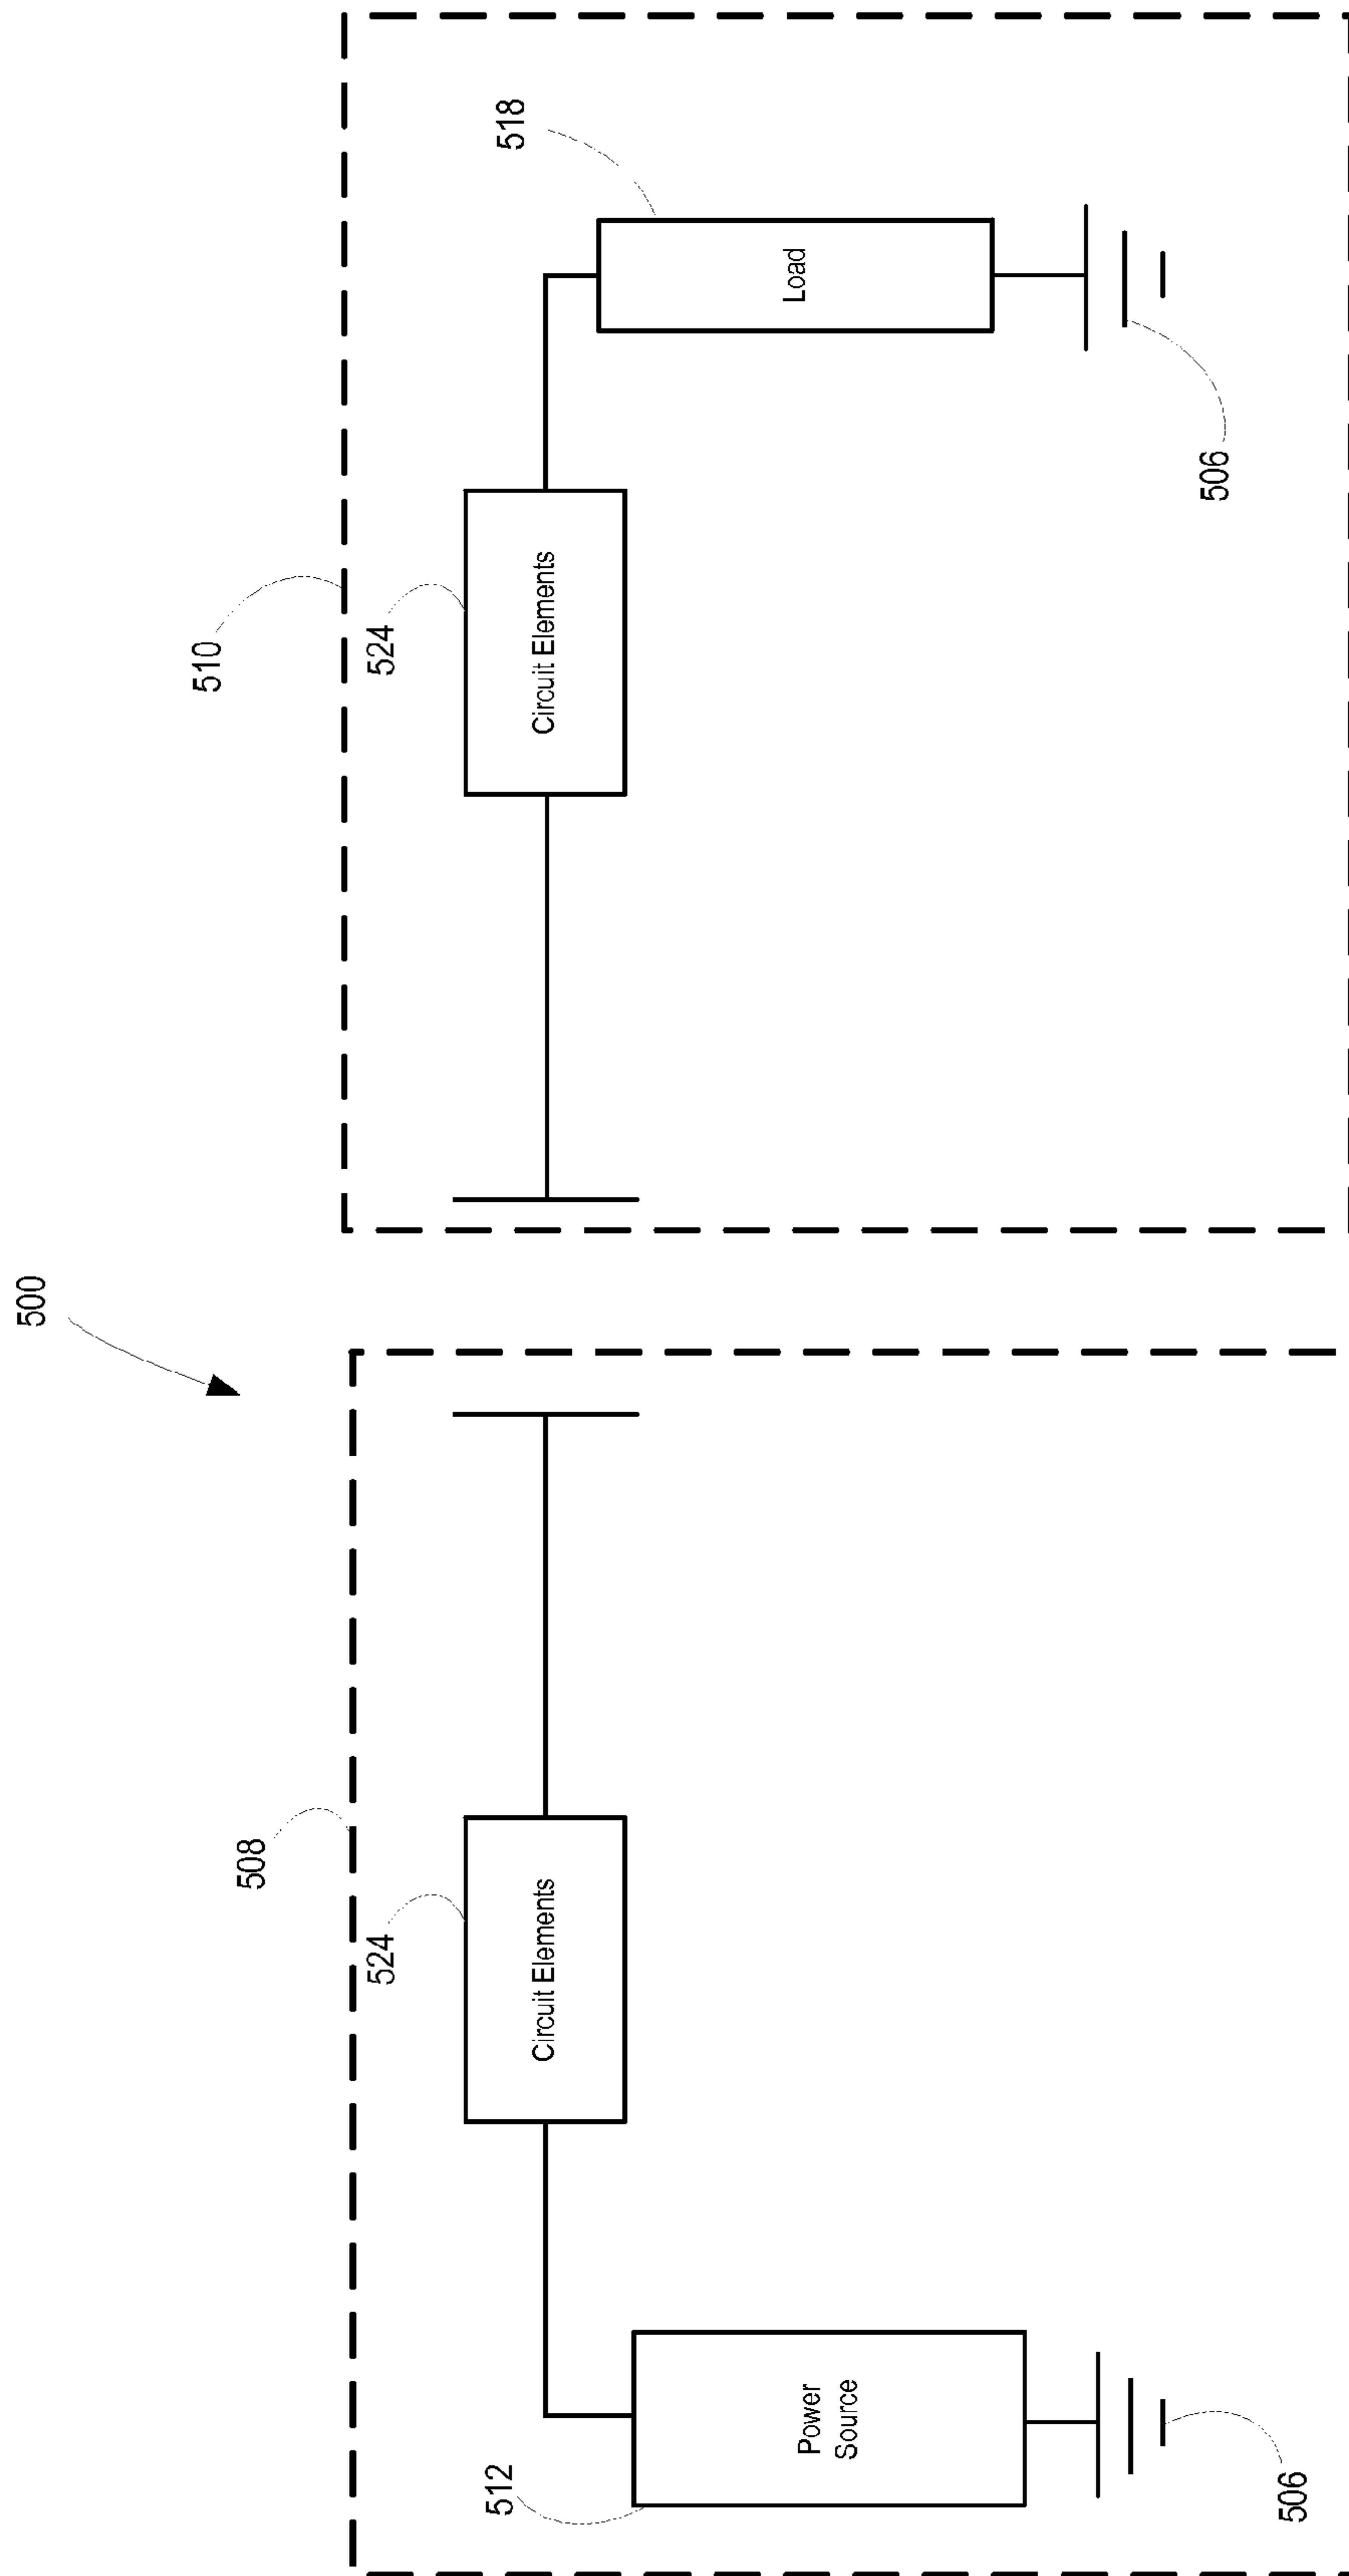 500
508
510
524
Circuit Elements
524
Circuit Elements
512
Power
Source
518
Load
506
506